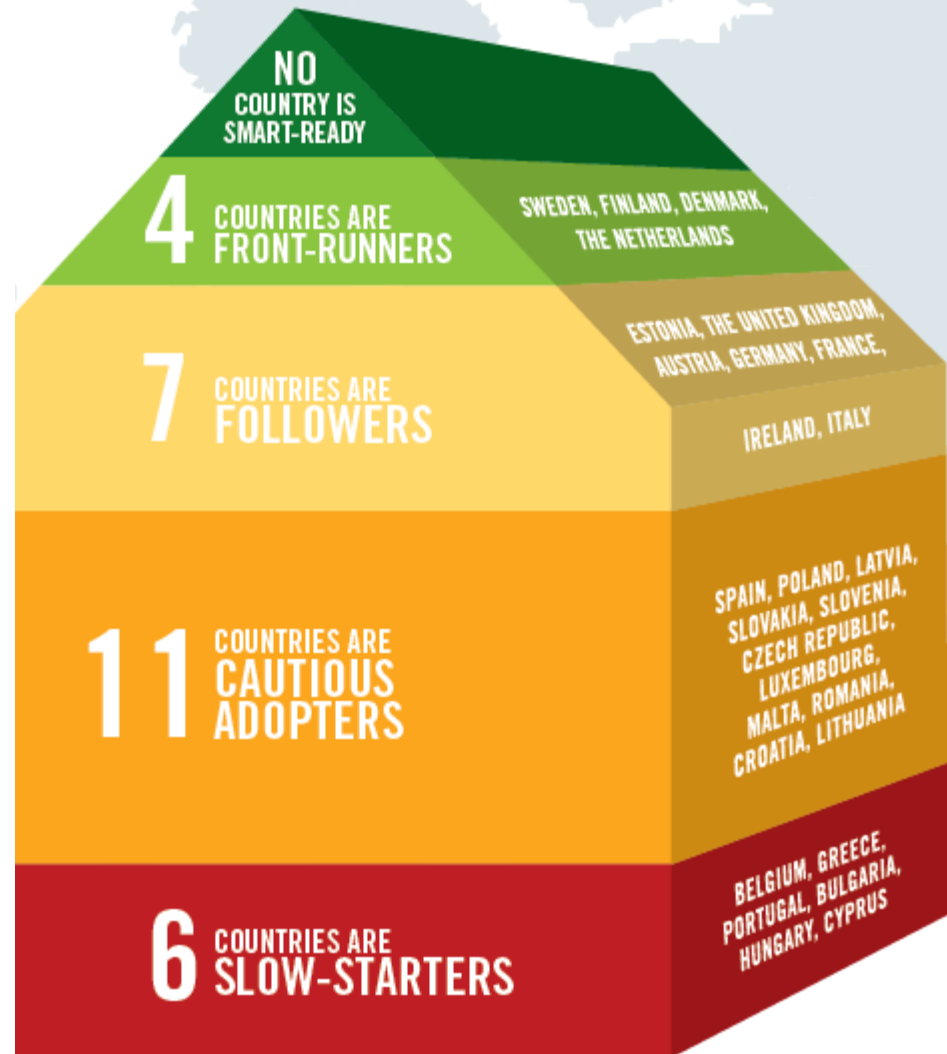 NO
COUNTRY IS
SMART-READY
4 COUNTRIES ARE
FRONT-RUNNERS
SWEDEN, FINLAND, DENMARK,
THE NETHERLANDS
7 COUNTRIES ARE
FOLLOWERS
ESTONIA, THE UNITED KINGDOM,
AUSTRIA, GERMANY, FRANCE,
IRELAND, ITALY
11 COUNTRIES ARE
CAUTIOUS
ADOPTERS
SPAIN, POLAND, LATVIA,
SLOVAKIA, SLOVENIA,
CZECH REPUBLIC,
LUXEMBOURG,
MALTA, ROMANIA,
CROATIA, LITHUANIA
6 COUNTRIES ARE
SLOW-STARTERS
BELGIUM, GREECE,
PORTUGAL, BULGARIA,
HUNGARY, CYPRUS